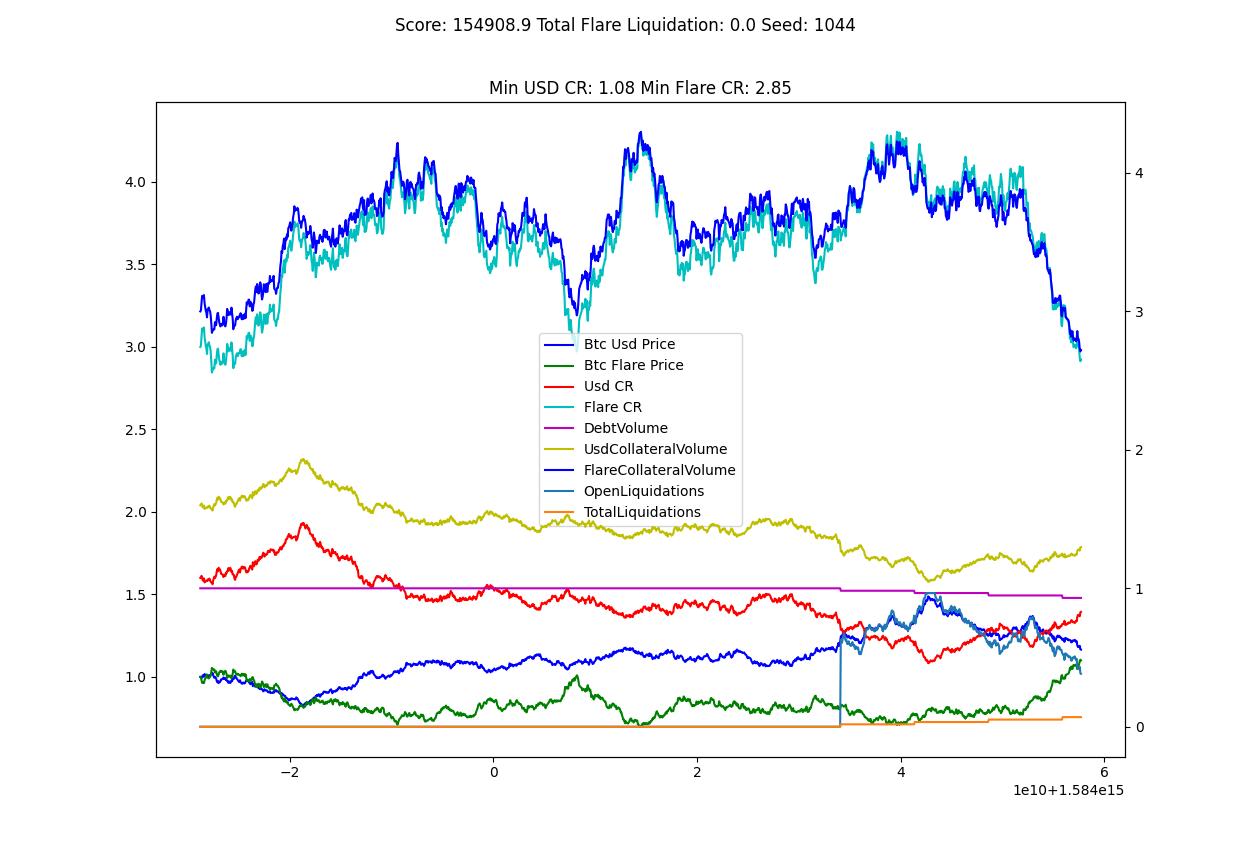 Score: 154908.9 Total Flare Liquidation: 0.0 Seed: 1044
Min USD CR: 1.08 Min Flare CR: 2.85
4.0
3.5
3.0
2.5
2.0
1.5
1.0
4
3
2
1
0
Btc Usd Price
Btc Flare Price
Usd CR
Flare CR
DebtVolume
UsdCollateralVolume
FlareCollateralVolume
OpenLiquidations
TotalLiquidations
−2 0 2 4 6
1e10+1.584e15